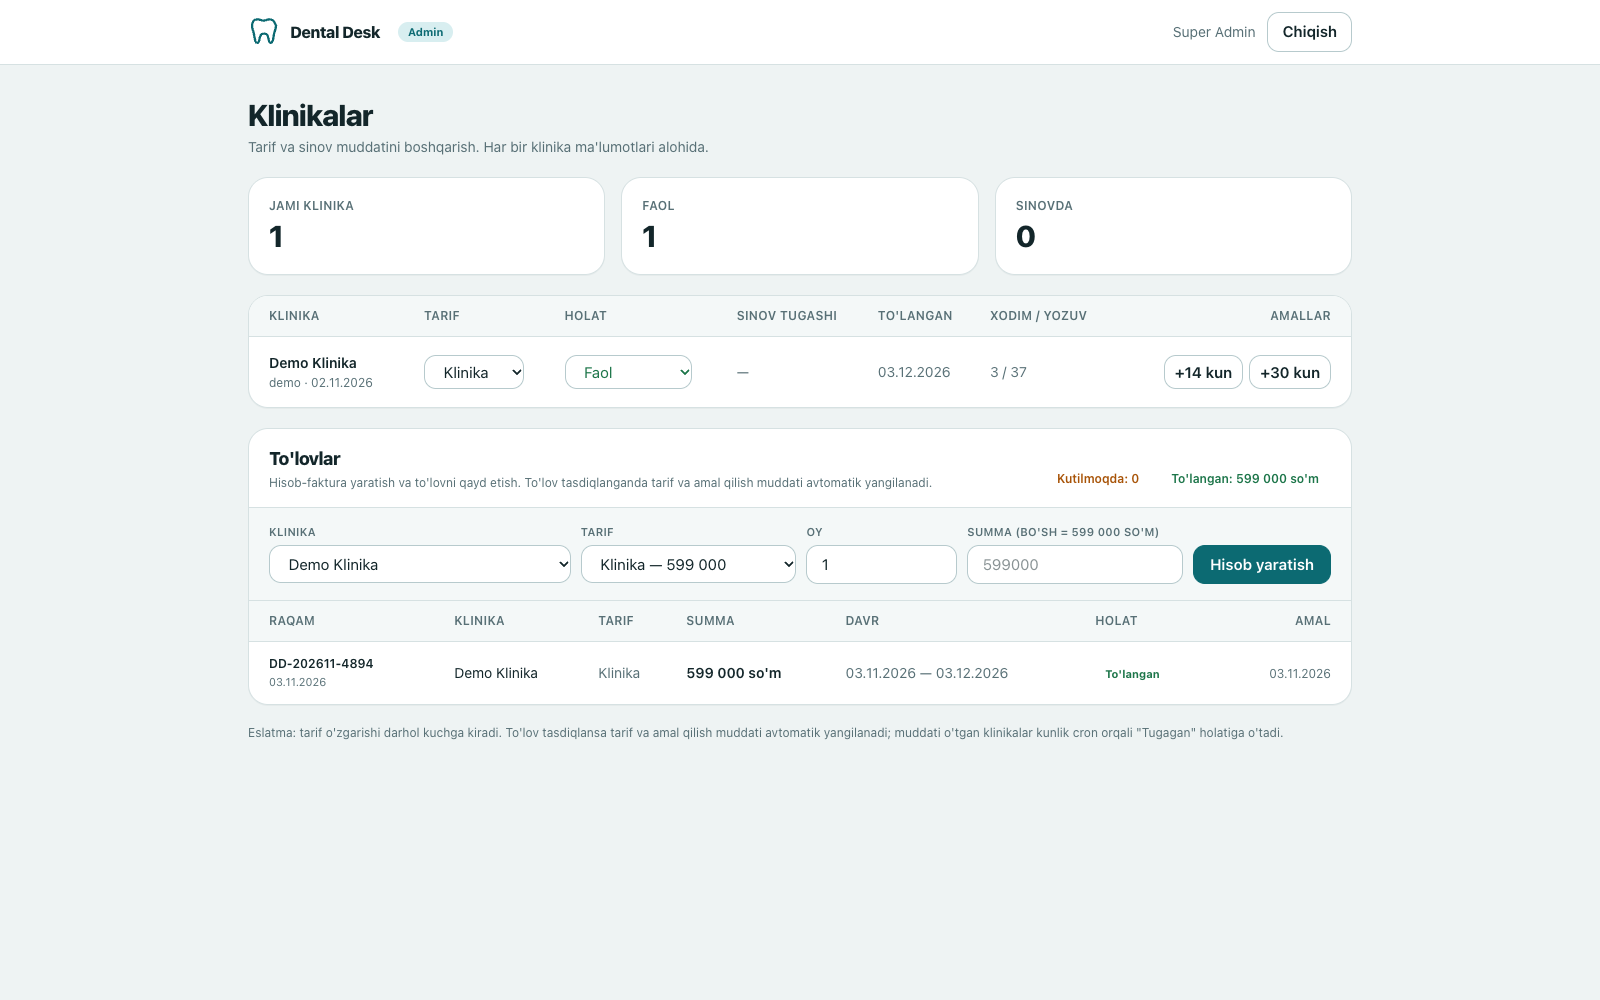 Dental Desk Admin Super Admin Chiqish
Klinikalar
Tarif va sinov muddatini boshqarish. Har bir klinika ma'lumotlari alohida.
JAMI KLINIKA FAOL SINOVDA
1 1 0
KLINIKA TARIF HOLAT SINOV TUGASHI TO'LANGAN XODIM / YOZUV AMALLAR
Demo Klinika
demo · 02.11.2026 Klinika Faol — 03.12.2026 3 / 37 +14 kun +30 kun
To'lovlar
Hisob-faktura yaratish va to'lovni qayd etish. To'lov tasdiqlanganda tarif va amal qilish muddati avtomatik yangilanadi. Kutilmoqda: 0 To'langan: 599 000 so'm
KLINIKA TARIF OY SUMMA (BO'SH = 599 000 SO'M)
Demo Klinika Klinika — 599 000 1 599000 Hisob yaratish
RAQAM KLINIKA TARIF SUMMA DAVR HOLAT AMAL
DD-202611-4894
03.11.2026 Demo Klinika Klinika 599 000 so'm 03.11.2026 — 03.12.2026 To'langan 03.11.2026
Eslatma: tarif o'zgarishi darhol kuchga kiradi. To'lov tasdiqlansa tarif va amal qilish muddati avtomatik yangilanadi; muddati o'tgan klinikalar kunlik cron orqali "Tugagan" holatiga o'tadi.